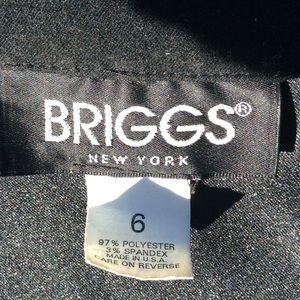 BRIGGS®
NEW YORK
6
97% POLYESTER
3% SPANDEX
MADE IN U.S.A.
CARE ON REVERSE